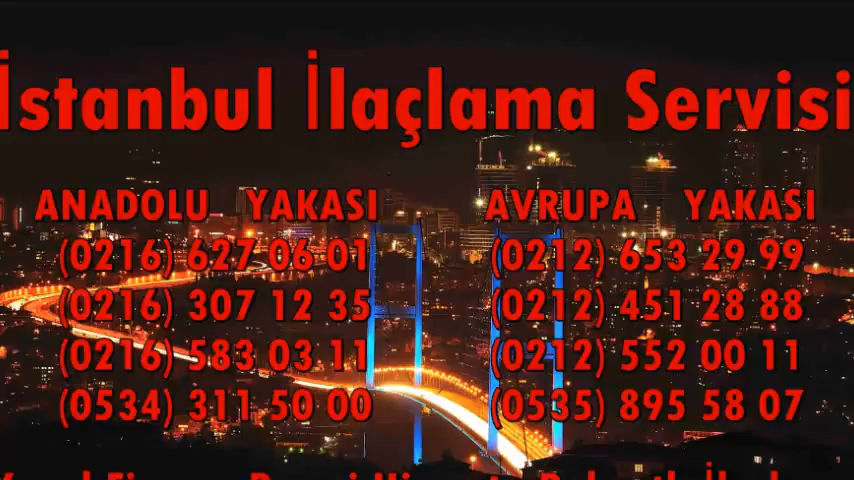 İstanbul İlaçlama Servisi
ANADOLU YAKASI AVRUPA YAKASI
(0216) 627 06 01 (0212) 653 29 99
(0216) 307 12 35 (0212) 451 28 88
(0216) 583 03 11 (0212) 552 00 11
(0534) 311 50 00 (0535) 895 58 07